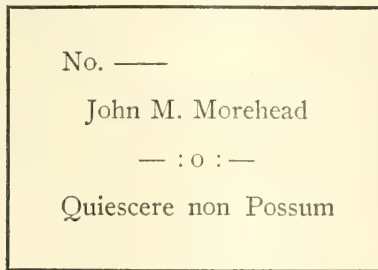 No. ——
John M. Morehead
— : o : —
Quiescere non Possum